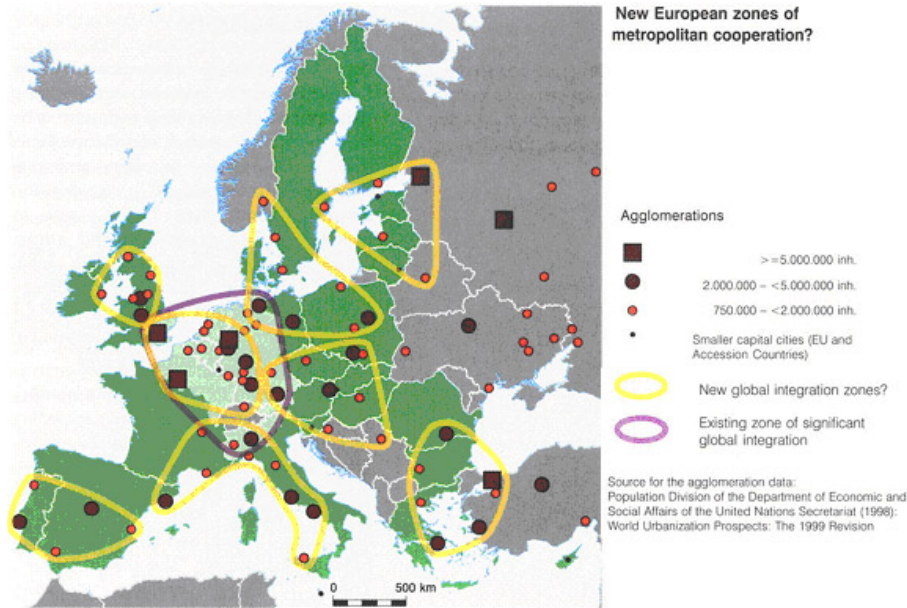 New European zones of
metropolitan cooperation?
Agglomerations
>=5.000.000 inh.
2.000.000 – <5.000.000 inh.
750.000 – <2.000.000 inh.
Smaller capital cities (EU and
Accession Countries)
New global integration zones?
Existing zone of significant
global integration
Source for the agglomeration data:
Population Division of the Department of Economic and
Social Affairs of the United Nations Secretariat (1998):
World Urbanization Prospects: The 1999 Revision
0 500 km